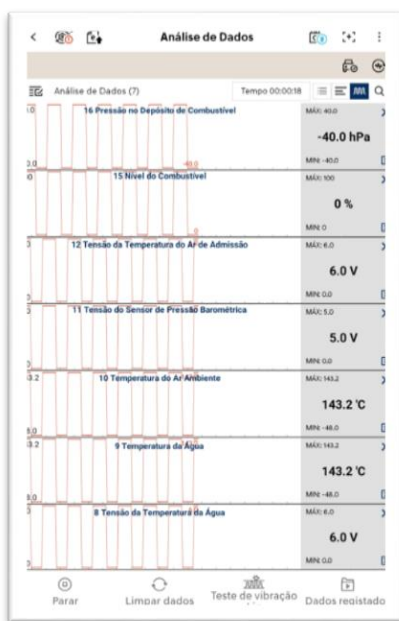 Análise de Dados
Análise de Dados (7)
Tempo 00:00:18
16 Pressão no Depósito de Combustível
MÁX: 40.0
-40.0 hPa
MIN: -40.0
-40.0
15 Nível do Combustível
MÁX: 100
0 %
MIN: 0
0
12 Tensão da Temperatura do Ar de Admissão
MÁX: 6.0
6.0 V
MIN: 0.0
11 Tensão do Sensor de Pressão Barométrica
MÁX: 5.0
5.0 V
MIN: 0.0
10 Temperatura do Ar Ambiente
MÁX: 143.2
143.2 °C
MIN: -48.0
9 Temperatura da Água
MÁX: 143.2
143.2 °C
MIN: -48.0
8 Tensão da Temperatura da Água
MÁX: 6.0
6.0 V
MIN: 0.0
Parar
Limpar dados
Teste de vibração
Dados registado